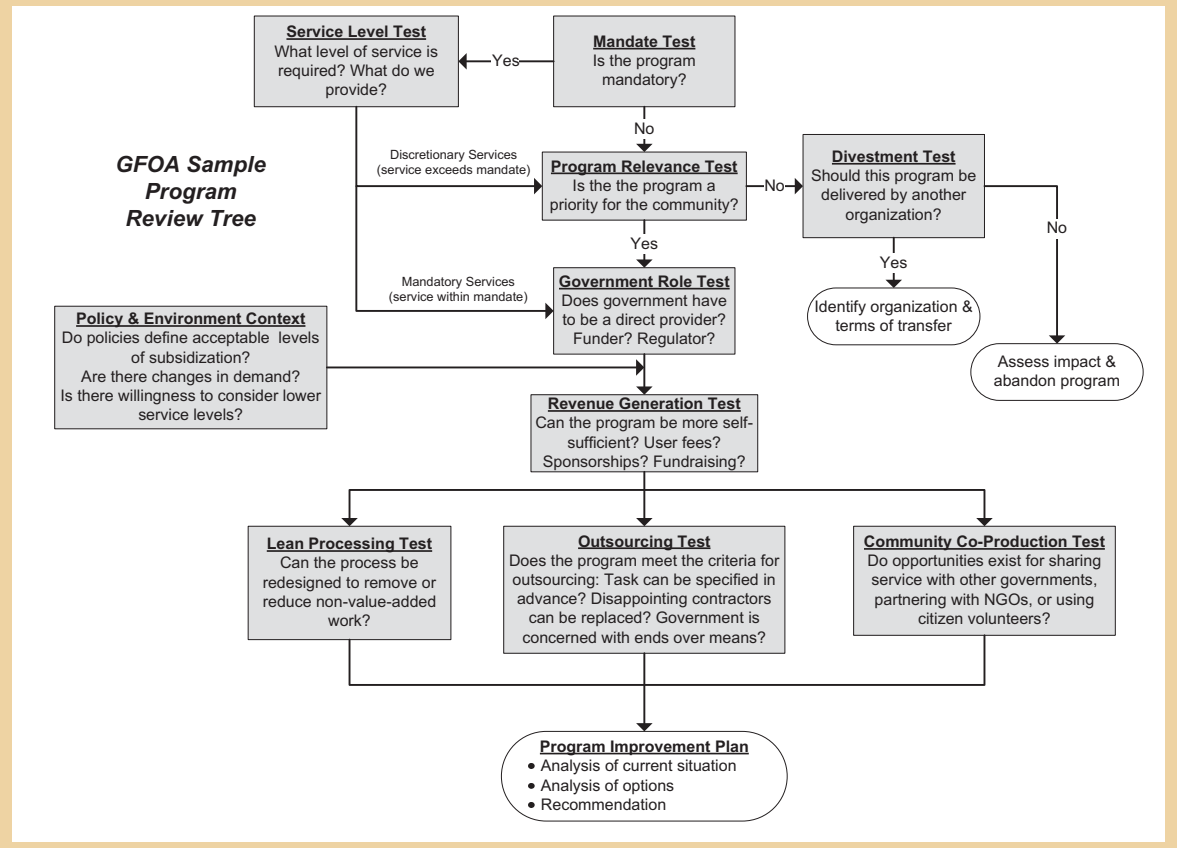 Service Level Test
What level of service is
required? What do we
provide?
Yes
Mandate Test
Is the program
mandatory?
No
GFOA Sample
Program
Review Tree
Discretionary Services
(service exceeds mandate)
Program Relevance Test
Is the the program a
priority for the community?
No
Divestment Test
Should this program be
delivered by another
organization?
No
Yes
Yes
Mandatory Services
(service within mandate)
Government Role Test
Does government have
to be a direct provider?
Funder? Regulator?
Identify organization &
terms of transfer
Assess impact &
abandon program
Policy & Environment Context
Do policies define acceptable levels
of subsidization?
Are there changes in demand?
Is there willingness to consider lower
service levels?
Revenue Generation Test
Can the program be more self-
sufficient? User fees?
Sponsorships? Fundraising?
Lean Processing Test
Can the process be
redesigned to remove or
reduce non-value-added
work?
Outsourcing Test
Does the program meet the criteria for
outsourcing: Task can be specified in
advance? Disappointing contractors
can be replaced? Government is
concerned with ends over means?
Community Co-Production Test
Do opportunities exist for sharing
service with other governments,
partnering with NGOs, or using
citizen volunteers?
Program Improvement Plan
• Analysis of current situation
• Analysis of options
• Recommendation